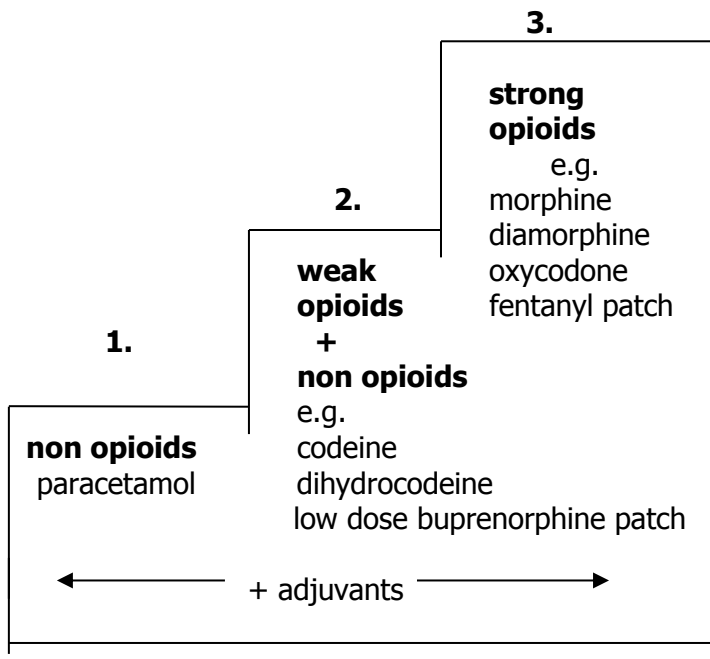 1.
non opioids
paracetamol
2.
weak
opioids
+
non opioids
e.g.
codeine
dihydrocodeine
low dose buprenorphine patch
3.
strong
opioids
e.g.
morphine
diamorphine
oxycodone
fentanyl patch
+ adjuvants